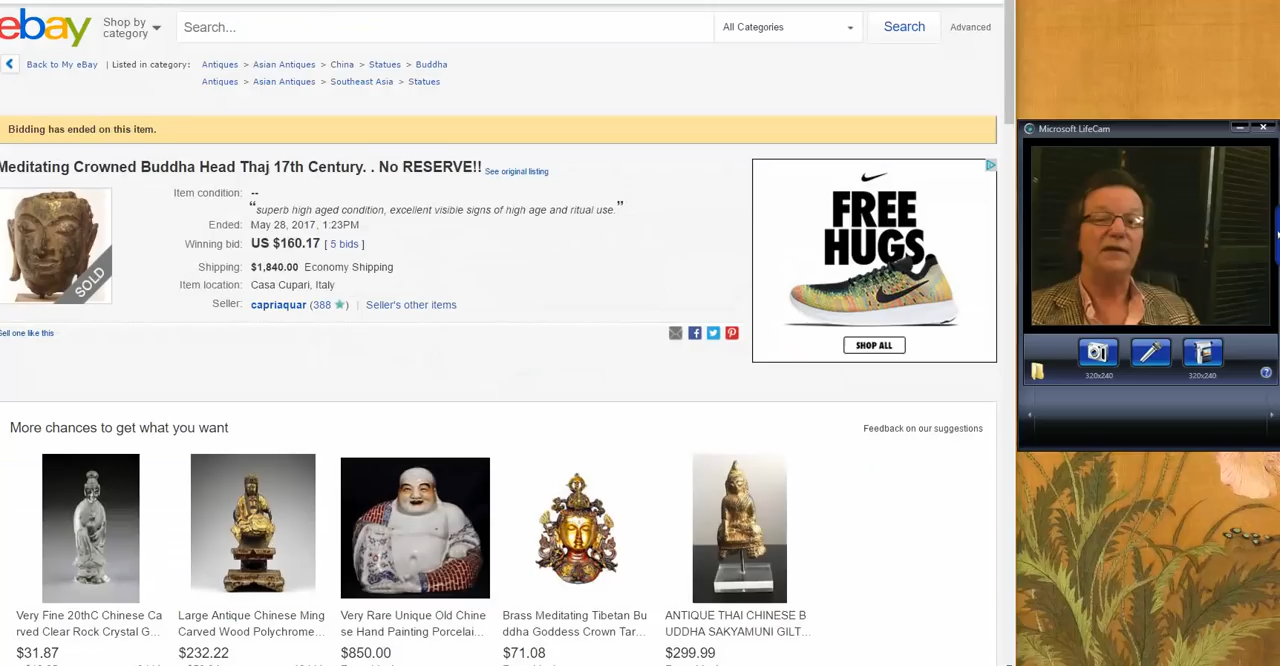 ebay
Shop by category
Search...
All Categories
Search
Advanced
Back to My eBay | Listed in category: Antiques > Asian Antiques > China > Statues > Buddha
Antiques > Asian Antiques > Southeast Asia > Statues
Bidding has ended on this item.
Meditating Crowned Buddha Head Thaj 17th Century. . No RESERVE!! See original listing
Item condition: --
“superb high aged condition, excellent visible signs of high age and ritual use.”
Ended: May 28, 2017, 1:23PM
Winning bid: US $160.17 [ 5 bids ]
Shipping: $1,840.00 Economy Shipping
Item location: Casa Cupari, Italy
Seller: capriaquar (388 ) | Seller's other items
SOLD
Sell one like this
FREE
HUGS
SHOP ALL
Microsoft LifeCam
320x240
320x240
More chances to get what you want
Feedback on our suggestions
Very Fine 20thC Chinese Ca
rved Clear Rock Crystal G...
$31.87
Large Antique Chinese Ming
Carved Wood Polychrome...
$232.22
Very Rare Unique Old Chine
se Hand Painting Porcelai...
$850.00
Brass Meditating Tibetan Bu
ddha Goddess Crown Tar...
$71.08
ANTIQUE THAI CHINESE B
UDDHA SAKYAMUNI GILT...
$299.99